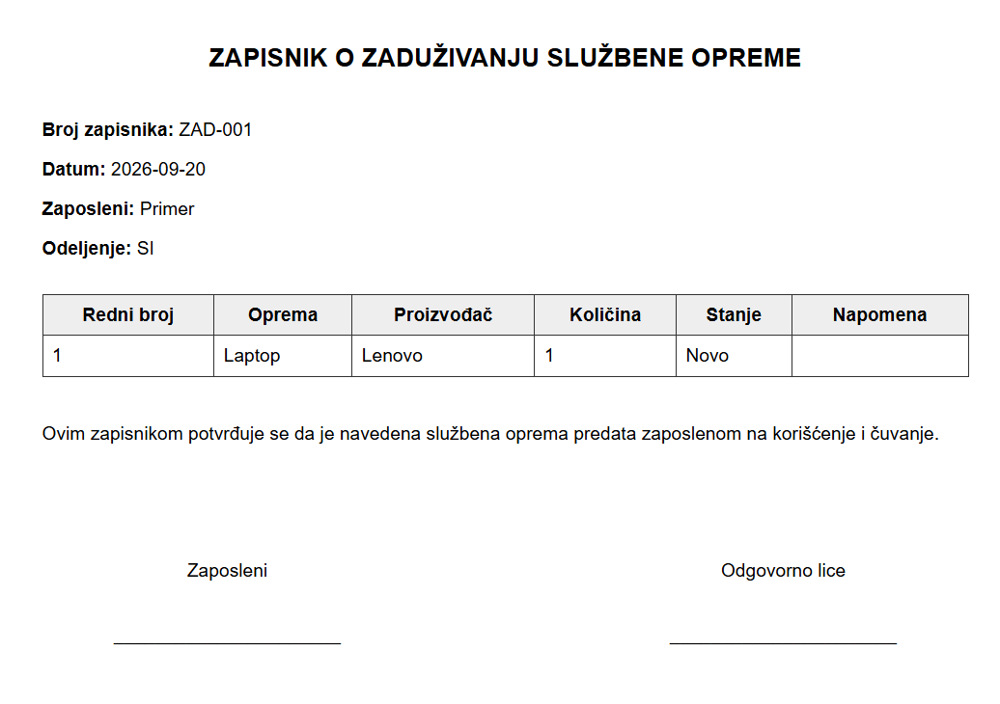 ZAPISNIK O ZADUŽIVANJU SLUŽBENE OPREME
Broj zapisnika: ZAD-001
Datum: 2026-09-20
Zaposleni: Primer
Odeljenje: SI
Redni broj Oprema Proizvođač Količina Stanje Napomena
1 Laptop Lenovo 1 Novo
Ovim zapisnikom potvrđuje se da je navedena službena oprema predata zaposlenom na korišćenje i čuvanje.
Zaposleni Odgovorno lice